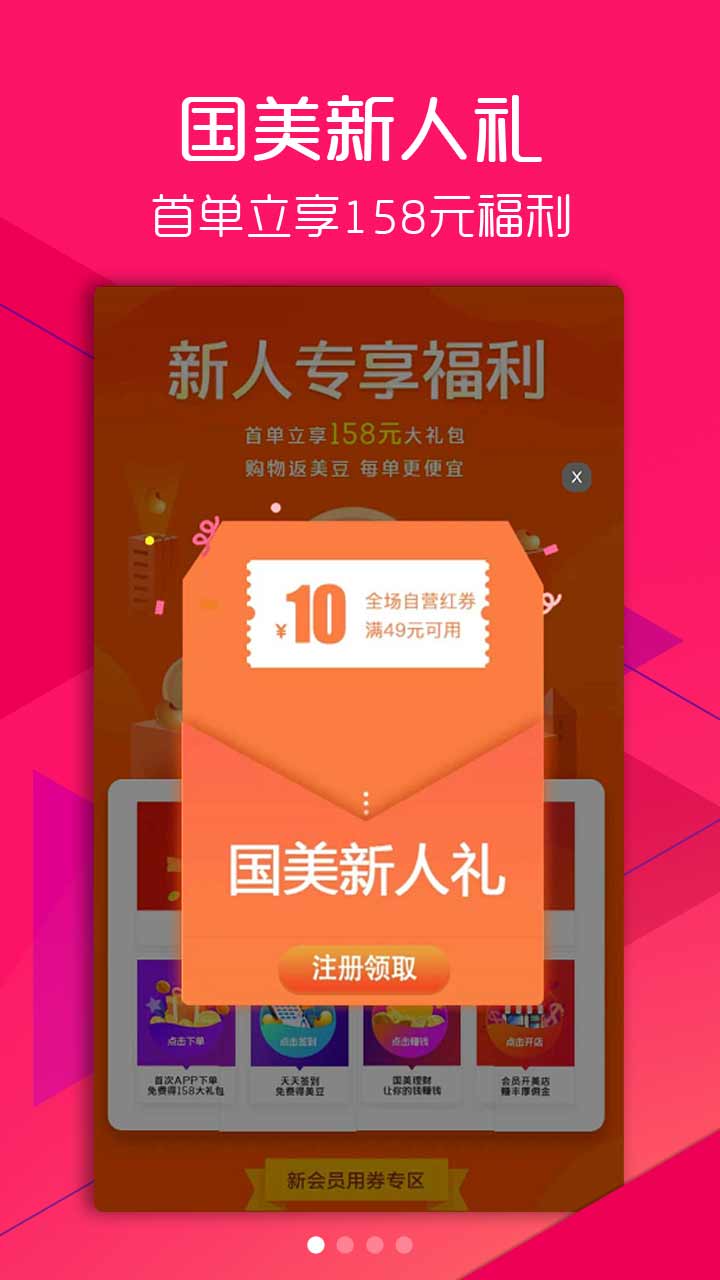 国美新人礼
首单立享158元福利
新人专享福利
首单立享158元大礼包
购物返美豆 每单更便宜
X
¥10
全场自营红券
满49元可用
国美新人礼
注册领取
点击下单
点击签到
点击赚钱
点击开店
首次APP下单
免费得158大礼包
天天签到
免费得美豆
国美理财
让你的钱赚钱
会员开美店
赚丰厚佣金
新会员用券专区